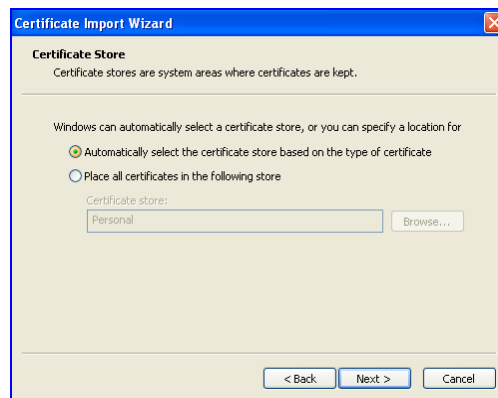 Certificate Import Wizard
Certificate Store
Certificate stores are system areas where certificates are kept.
Windows can automatically select a certificate store, or you can specify a location for
Automatically select the certificate store based on the type of certificate
Place all certificates in the following store
Certificate store:
Personal
Browse...
< Back
Next >
Cancel